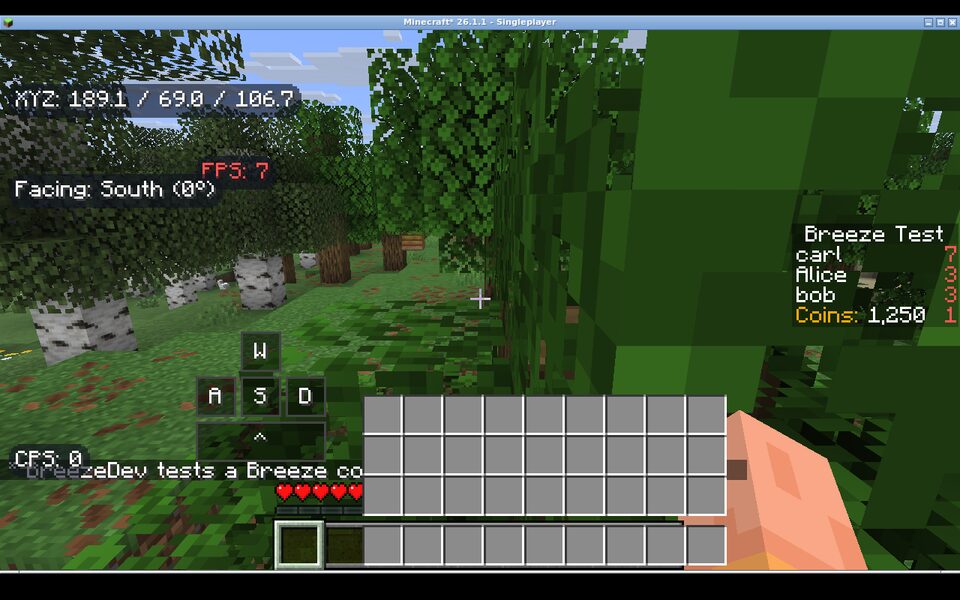 Minecraft* 26.1.1 - Singleplayer
XYZ: 189.1 / 69.0 / 106.7
FPS: 7
Facing: South (0°)
Breeze Test
carl 7
Alice 3
bob 3
Coins: 1,250 1
W
A S D
^
CPS: 0
BreezeDev tests a Breeze co